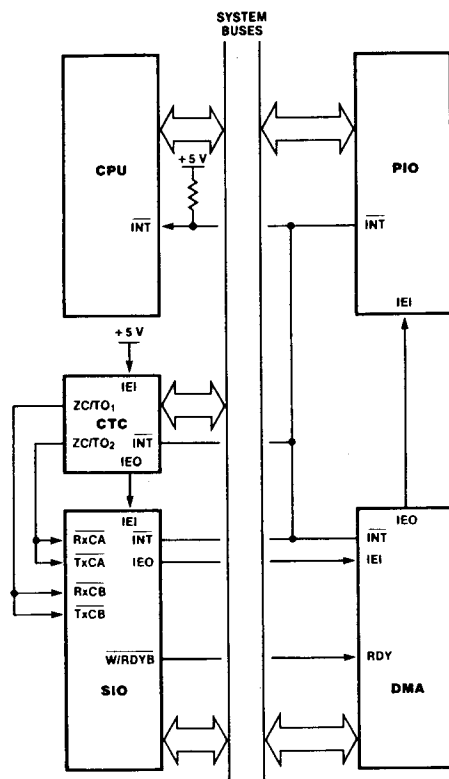 SYSTEM
BUSES
CPU
+5 V
INT
PIO
INT
IEI
+5 V
IEI
ZC/TO1
CTC
ZC/TO2
INT
IEO
IEI
RxCA
INT
TxCA
IEO
RxCB
TxCB
W/RDYB
SIO
IEO
INT
IEI
RDY
DMA